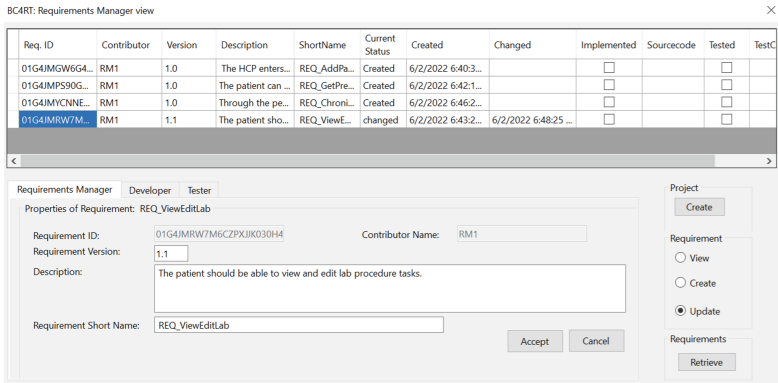 BC4RT: Requirements Manager view
Req. ID Contributor Version Description ShortName Current Status Created Changed Implemented Sourcecode Tested TestC
01G4JMGW6G4... RM1 1.0 The HCP enters... REQ_AddPa... Created 6/2/2022 6:40:3...
01G4JMPS90G... RM1 1.0 The patient can ... REQ_GetPre... Created 6/2/2022 6:42:1...
01G4JMYCNNE... RM1 1.0 Through the pe... REQ_Chroni... Created 6/2/2022 6:46:2...
01G4JMRW7M... RM1 1.1 The patient sho... REQ_ViewE... changed 6/2/2022 6:43:2... 6/2/2022 6:48:25 ...
Requirements Manager Developer Tester
Properties of Requirement: REQ_ViewEditLab
Requirement ID: 01G4JMRW7M6CZPXJJK030H4 Contributor Name: RM1
Requirement Version: 1.1
Description: The patient should be able to view and edit lab procedure tasks.
Requirement Short Name: REQ_ViewEditLab
Accept Cancel
Project
Create
Requirement
View
Create
Update
Requirements
Retrieve